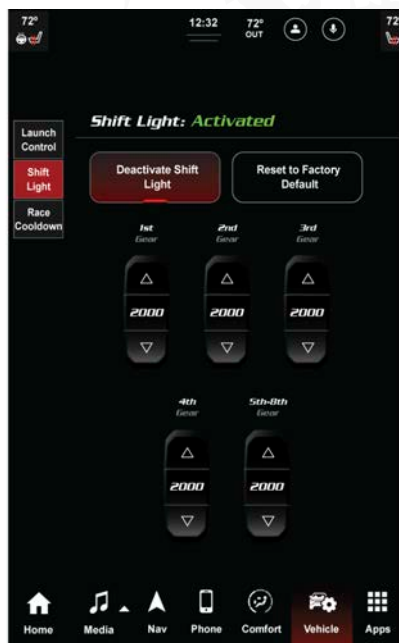 72°
12:32
72°
OUT
72°
Shift Light: Activated
Launch
Control
Shift
Light
Race
Cooldown
Deactivate Shift
Light
Reset to Factory
Default
1st
Gear
2nd
Gear
3rd
Gear
2000
2000
2000
4th
Gear
5th-8th
Gear
2000
2000
Home
Media
Nav
Phone
Comfort
Vehicle
Apps